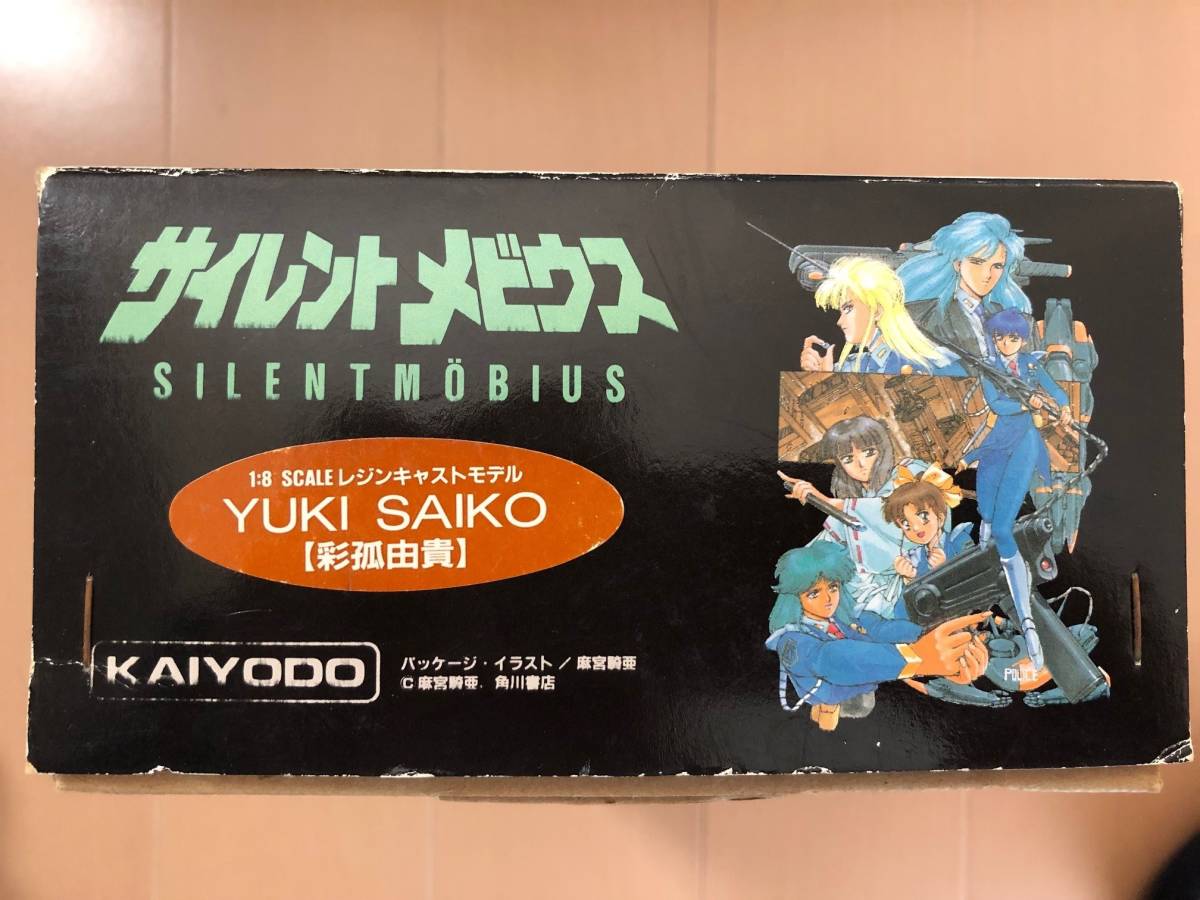 サイレントメビウス
SILENTMÖBIUS
1:8 SCALE レジンキャストモデル
YUKI SAIKO
【彩孤由貴】
KAIYODO
パッケージ・イラスト / 麻宮騎亜
© 麻宮騎亜. 角川書店
POLICE